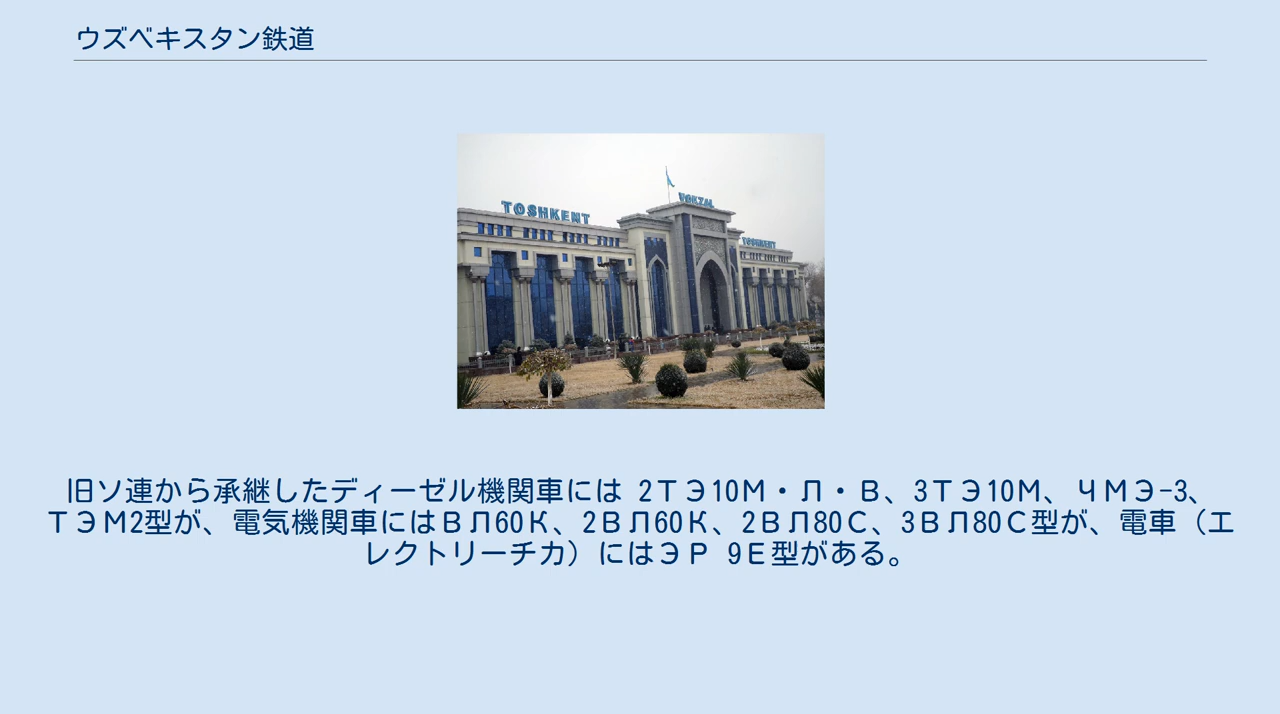 ウズベキスタン鉄道
TOSHKENT
VOKZAL
TOSHKENT
旧ソ連から承継したディーゼル機関車には 2ТЭ10М・Л・В、3ТЭ10М、ЧМЭ-3、
ТЭМ2型が、電気機関車にはВЛ60К、2ВЛ60К、2ВЛ80С、3ВЛ80С型が、電車（エ
レクトリーチカ）にはЭР 9Е型がある。